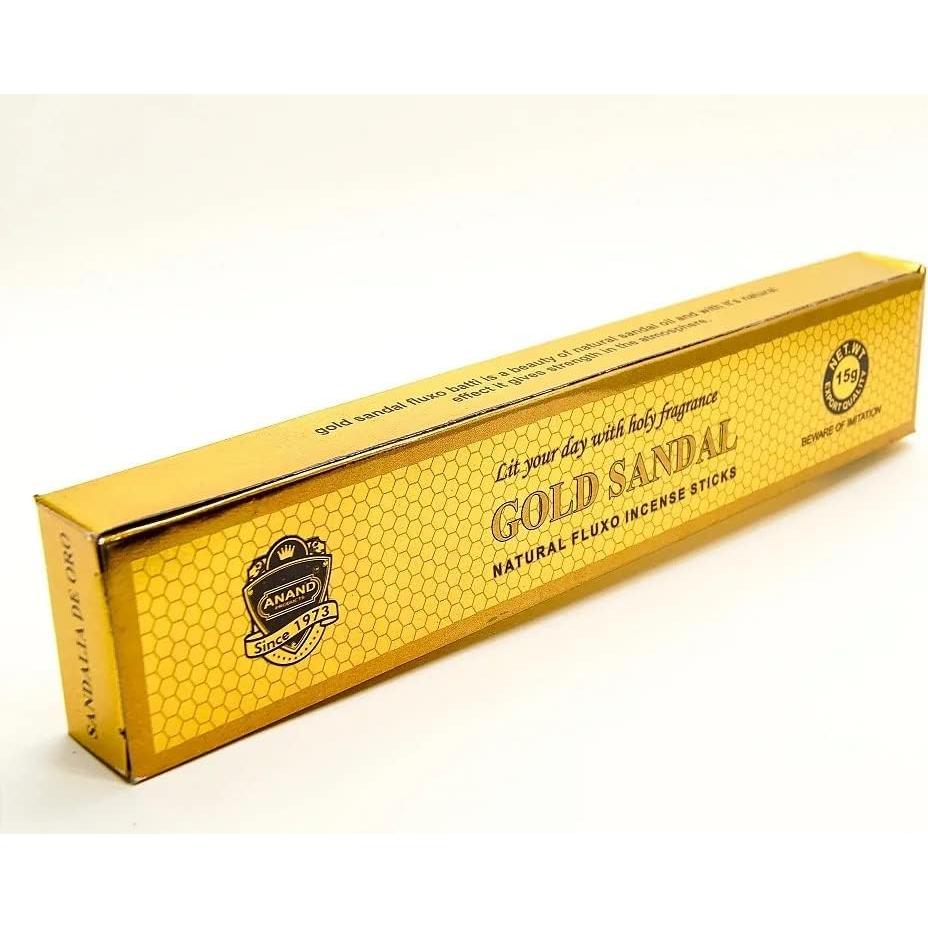 gold sandal fluxo batti is a beauty of natural sandal oil and with it's natural
effect it gives strength in the atmosphere.
Lit your day with holy fragrance
GOLD SANDAL
NATURAL FLUXO INCENSE STICKS
NET.WT
15g
EXPORT QUALITY
BEWARE OF IMITATION
ANAND
PRODUCTS
Since 1973
SANDALIA DE ORO